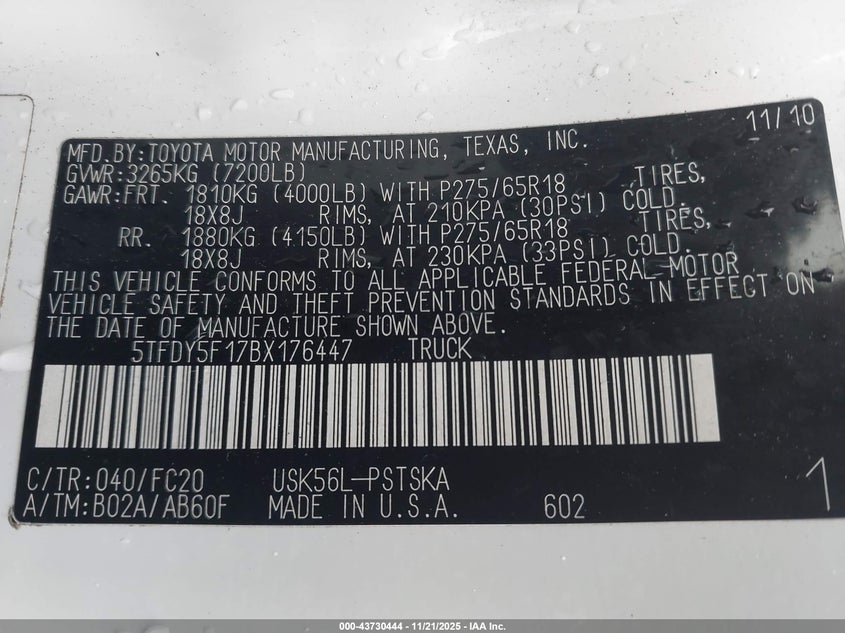 11/10
MFD.BY:TOYOTA MOTOR MANUFACTURING, TEXAS, INC.
GVWR:3265KG (7200LB)
GAWR:FRT. 1810KG (4000LB) WITH P275/65R18 TIRES,
18X8J RIMS, AT 210KPA (30PSI) COLD.
RR. 1880KG (4150LB) WITH P275/65R18 TIRES,
18X8J RIMS, AT 230KPA (33PSI) COLD.
THIS VEHICLE CONFORMS TO ALL APPLICABLE FEDERAL MOTOR
VEHICLE SAFETY AND THEFT PREVENTION STANDARDS IN EFFECT ON
THE DATE OF MANUFACTURE SHOWN ABOVE.
5TFDY5F17BX176447 TRUCK
C/TR:040/FC20 USK56L-PSTSKA
A/TM:B02A/AB60F MADE IN U.S.A. 602
1
000-43730444 - 11/21/2025 - IAA Inc.